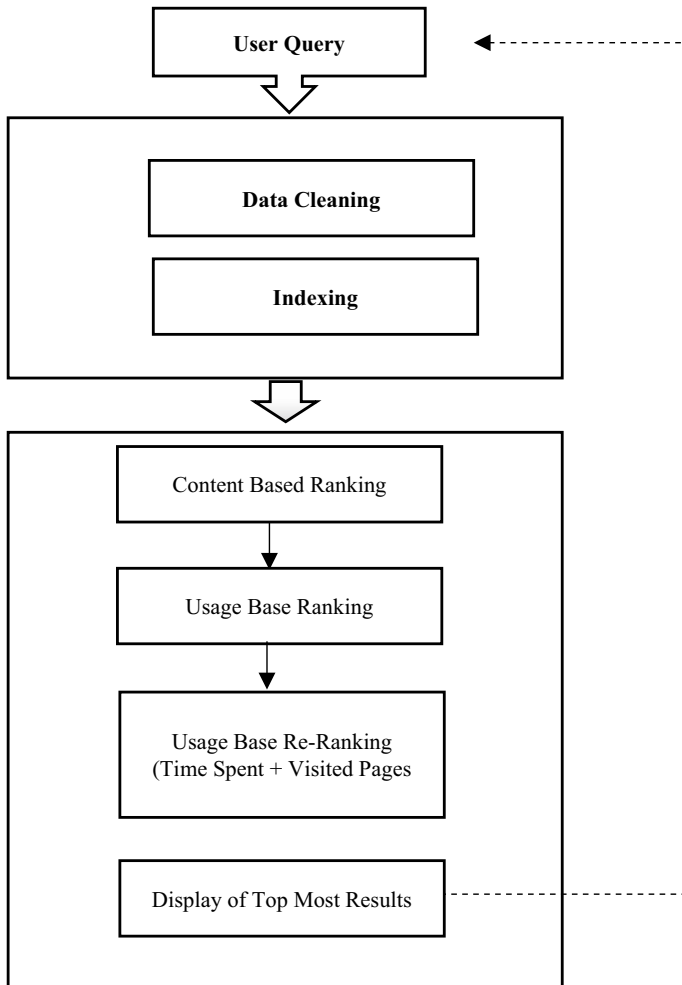 User Query
Data Cleaning
Indexing
Content Based Ranking
Usage Base Ranking
Usage Base Re-Ranking
(Time Spent + Visited Pages
Display of Top Most Results